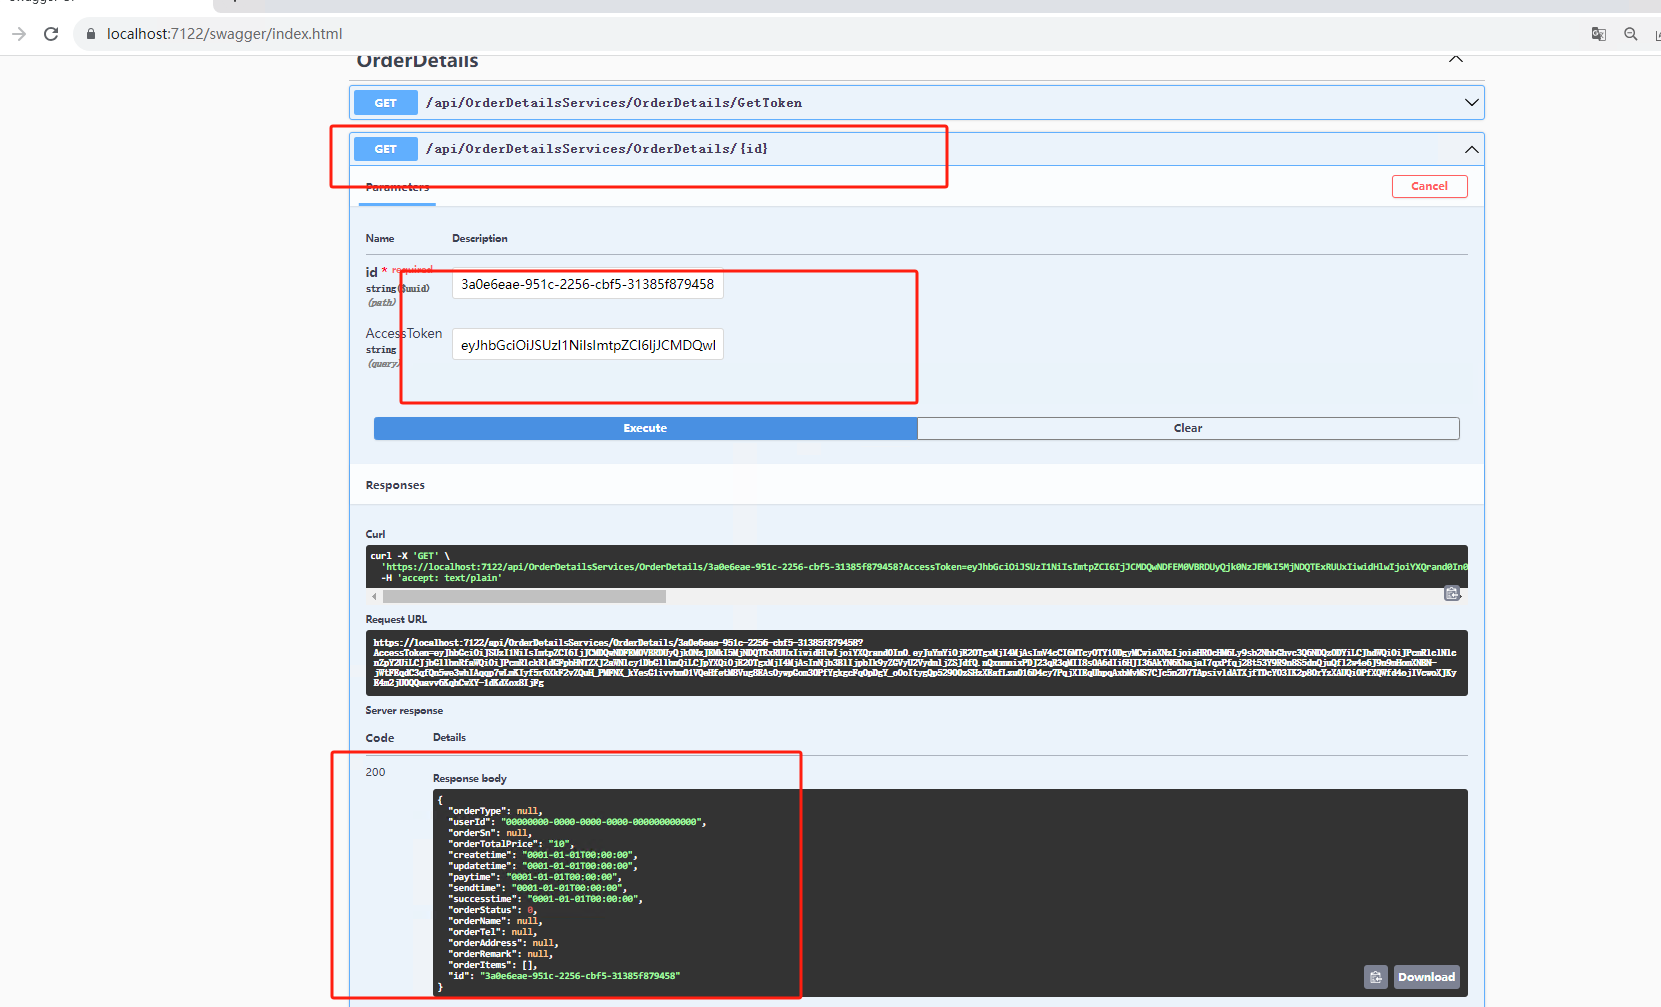 localhost:7122/swagger/index.html
OrderDetails
GET /api/OrderDetailsServices/OrderDetails/GetToken
GET /api/OrderDetailsServices/OrderDetails/{id}
Parameters
Cancel
Name Description
id * required
string($uuid)
(path)
3a0e6eae-951c-2256-cbf5-31385f879458
AccessToken
string
(query)
eyJhbGciOiJSUzI1NiIsImtpZCI6IjJCMDQwI
Execute
Clear
Responses
Curl
curl -X 'GET' \
'https://localhost:7122/api/OrderDetailsServices/OrderDetails/3a0e6eae-951c-2256-cbf5-31385f879458?AccessToken=
-H 'accept: text/plain'
Request URL
https://localhost:7122/api/OrderDetailsServices/OrderDetails/3a0e6eae-951c-2256-cbf5-31385f879458?
Server response
Code Details
200
Response body
{
"orderType": null,
"userId": "00000000-0000-0000-0000-000000000000",
"orderSn": null,
"orderTotalPrice": "10",
"createtime": "0001-01-01T00:00:00",
"updatetime": "0001-01-01T00:00:00",
"paytime": "0001-01-01T00:00:00",
"sendtime": "0001-01-01T00:00:00",
"successtime": "0001-01-01T00:00:00",
"orderStatus": 0,
"orderName": null,
"orderTel": null,
"orderAddress": null,
"orderRemark": null,
"orderItems": [],
"id": "3a0e6eae-951c-2256-cbf5-31385f879458"
}
Download